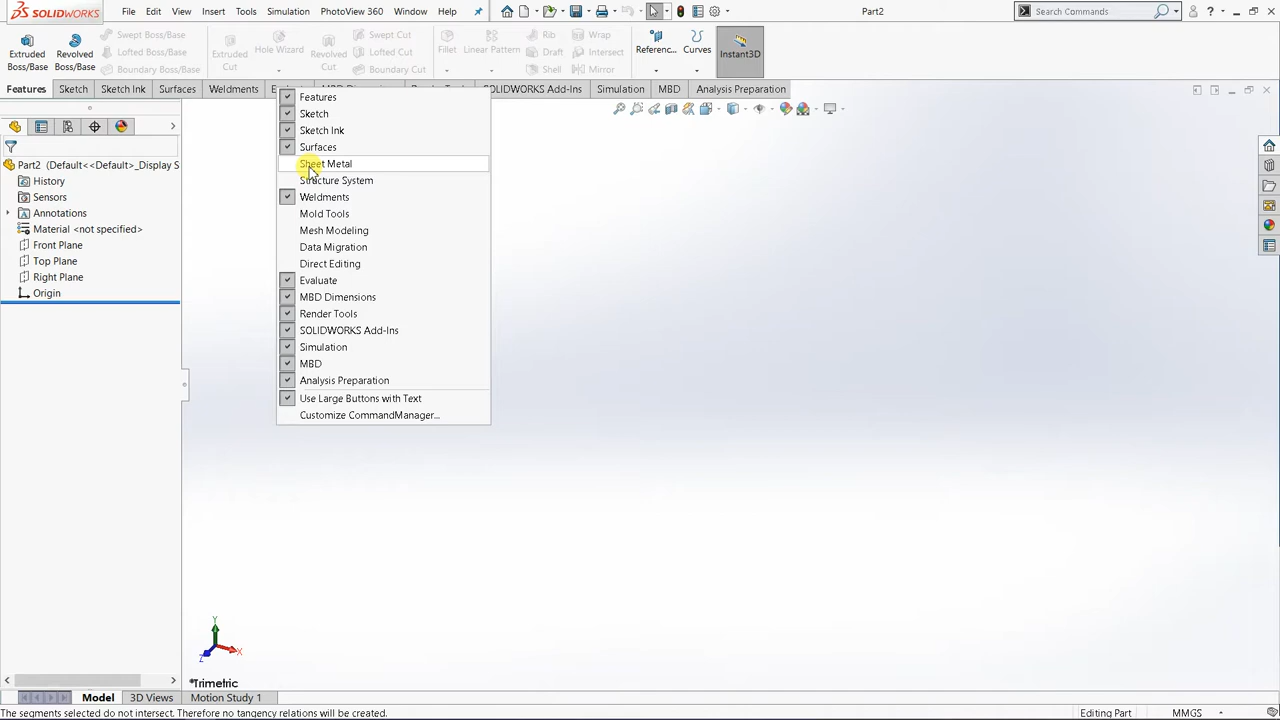 SOLIDWORKS File Edit View Insert Tools Simulation PhotoView 360 Window Help Part2 Search Commands
Extruded Boss/Base
Revolved Boss/Base
Swept Boss/Base
Lofted Boss/Base
Boundary Boss/Base
Extruded Cut
Hole Wizard
Revolved Cut
Swept Cut
Lofted Cut
Boundary Cut
Fillet
Linear Pattern
Rib
Draft
Shell
Wrap
Intersect
Mirror
Referenc...
Curves
Instant3D
Features Sketch Sketch Ink Surfaces Weldments SOLIDWORKS Add-Ins Simulation MBD Analysis Preparation
Part2 (Default<<Default>_Display S
History
Sensors
Annotations
Material <not specified>
Front Plane
Top Plane
Right Plane
Origin
Features
Sketch
Sketch Ink
Surfaces
Sheet Metal
Structure System
Weldments
Mold Tools
Mesh Modeling
Data Migration
Direct Editing
Evaluate
MBD Dimensions
Render Tools
SOLIDWORKS Add-Ins
Simulation
MBD
Analysis Preparation
Use Large Buttons with Text
Customize CommandManager...
Y
X
Z
*Trimetric
Model 3D Views Motion Study 1
The segments selected do not intersect. Therefore no tangency relations will be created. Editing Part MMGS